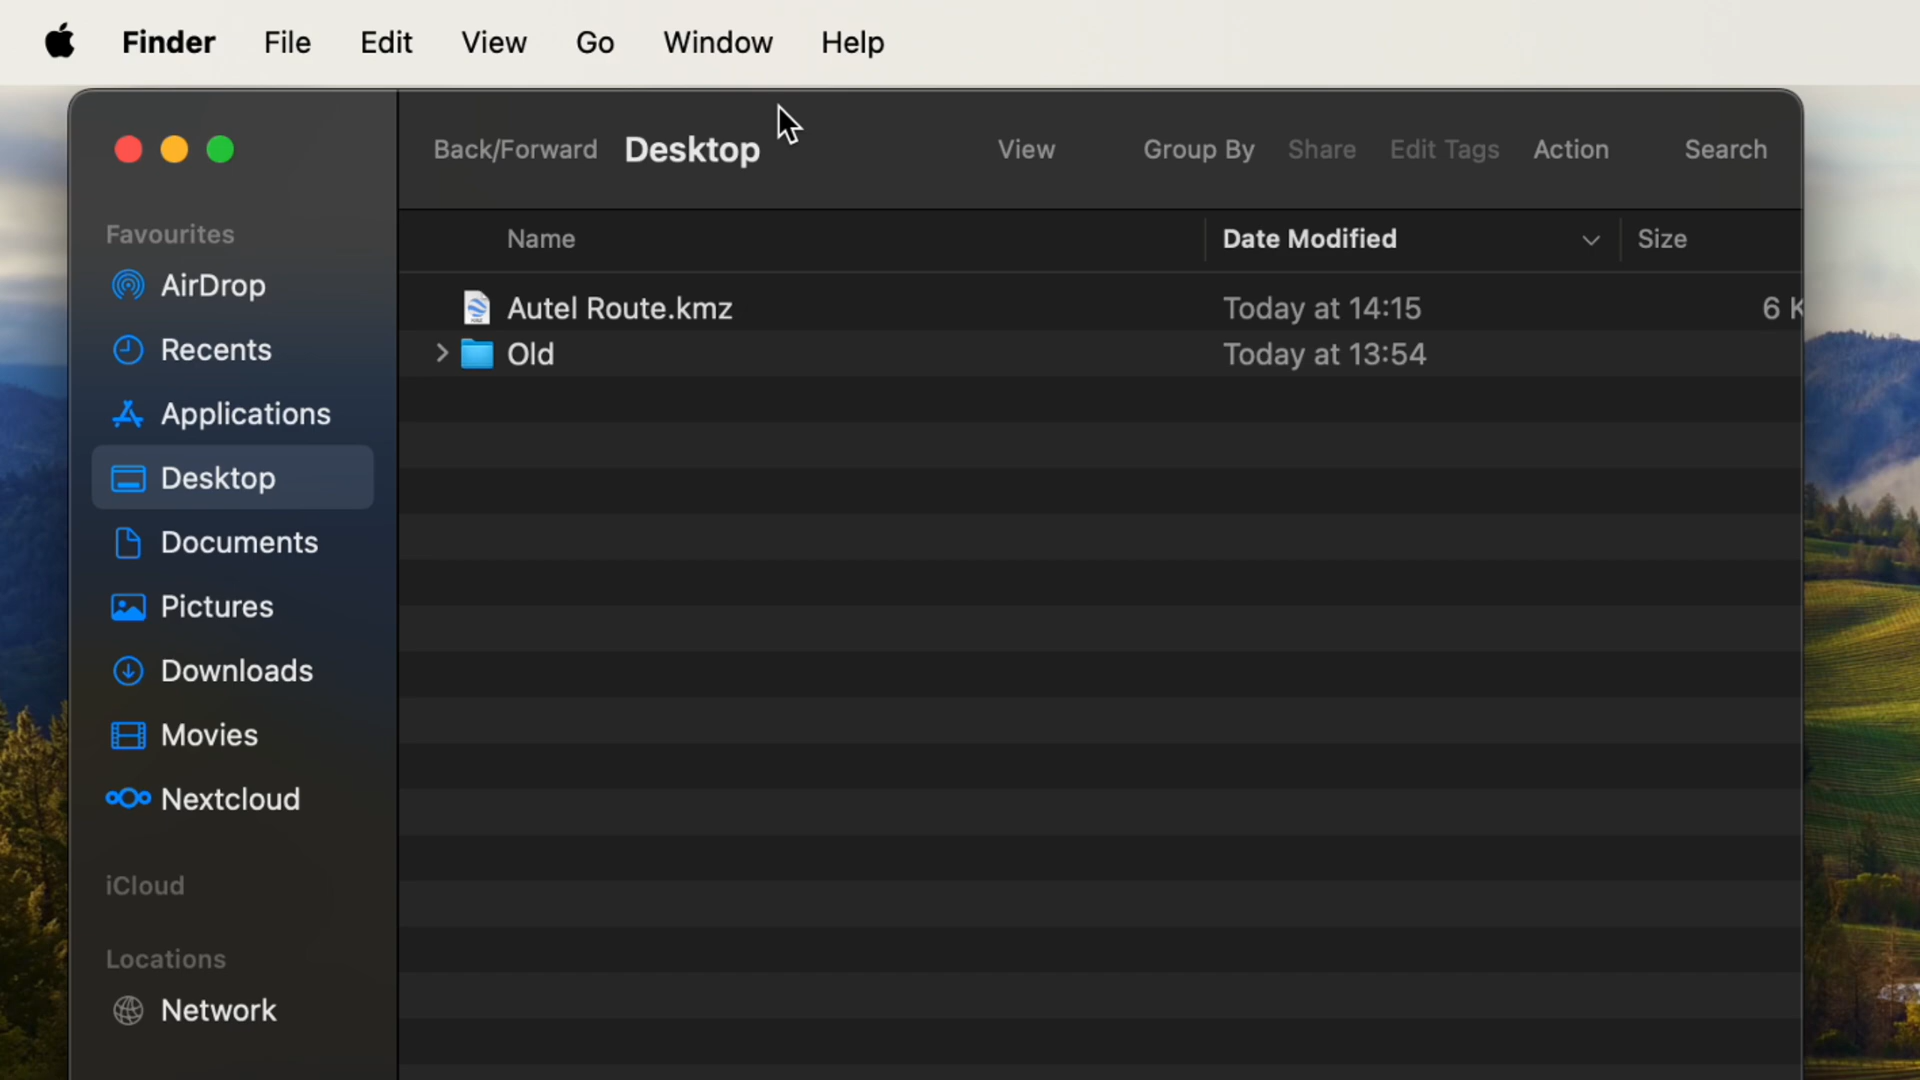 Finder File Edit View Go Window Help
Back/Forward Desktop View Group By Share Edit Tags Action Search
Favourites
AirDrop
Recents
Applications
Desktop
Documents
Pictures
Downloads
Movies
Nextcloud
iCloud
Locations
Network
Name Date Modified Size
Autel Route.kmz Today at 14:15 6 K
Old Today at 13:54